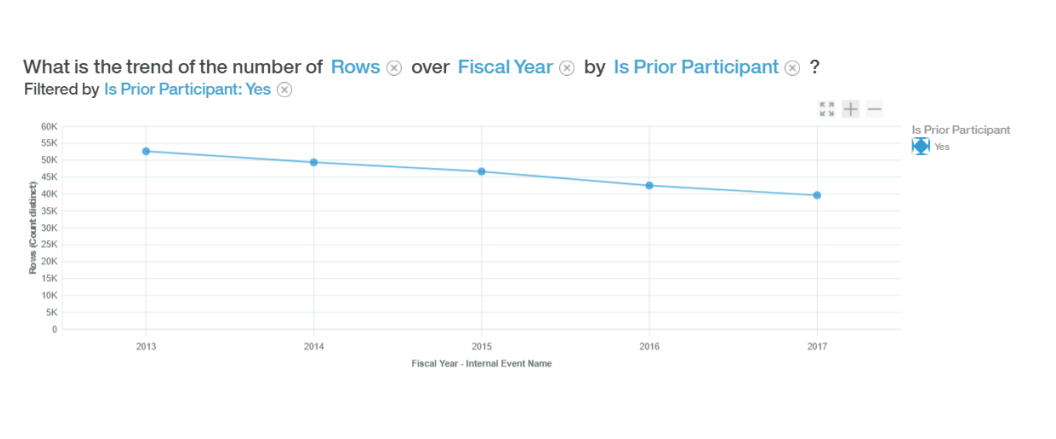 What is the trend of the number of Rows over Fiscal Year by Is Prior Participant ?
Filtered by Is Prior Participant: Yes
Is Prior Participant
Yes
60K
55K
50K
45K
40K
35K
30K
25K
20K
15K
10K
5K
0
Rows (Count distinct)
2013 2014 2015 2016 2017
Fiscal Year - Internal Event Name